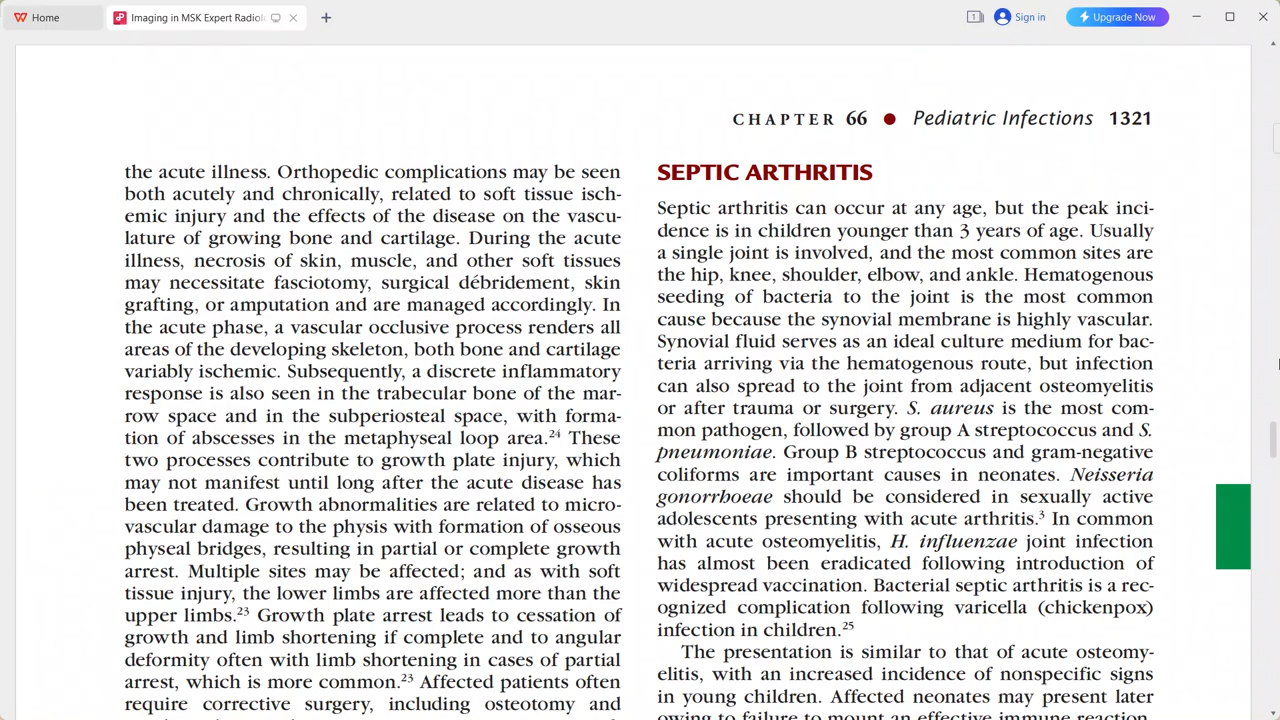 Home
Imaging in MSK Expert Radiolo
Sign in
Upgrade Now
CHAPTER 66 ● Pediatric Infections 1321
the acute illness. Orthopedic complications may be seen
both acutely and chronically, related to soft tissue isch-
emic injury and the effects of the disease on the vascu-
lature of growing bone and cartilage. During the acute
illness, necrosis of skin, muscle, and other soft tissues
may necessitate fasciotomy, surgical débridement, skin
grafting, or amputation and are managed accordingly. In
the acute phase, a vascular occlusive process renders all
areas of the developing skeleton, both bone and cartilage
variably ischemic. Subsequently, a discrete inflammatory
response is also seen in the trabecular bone of the mar-
row space and in the subperiosteal space, with forma-
tion of abscesses in the metaphyseal loop area.24 These
two processes contribute to growth plate injury, which
may not manifest until long after the acute disease has
been treated. Growth abnormalities are related to micro-
vascular damage to the physis with formation of osseous
physeal bridges, resulting in partial or complete growth
arrest. Multiple sites may be affected; and as with soft
tissue injury, the lower limbs are affected more than the
upper limbs.23 Growth plate arrest leads to cessation of
growth and limb shortening if complete and to angular
deformity often with limb shortening in cases of partial
arrest, which is more common.23 Affected patients often
require corrective surgery, including osteotomy and
SEPTIC ARTHRITIS
Septic arthritis can occur at any age, but the peak inci-
dence is in children younger than 3 years of age. Usually
a single joint is involved, and the most common sites are
the hip, knee, shoulder, elbow, and ankle. Hematogenous
seeding of bacteria to the joint is the most common
cause because the synovial membrane is highly vascular.
Synovial fluid serves as an ideal culture medium for bac-
teria arriving via the hematogenous route, but infection
can also spread to the joint from adjacent osteomyelitis
or after trauma or surgery. S. aureus is the most com-
mon pathogen, followed by group A streptococcus and S.
pneumoniae. Group B streptococcus and gram-negative
coliforms are important causes in neonates. Neisseria
gonorrhoeae should be considered in sexually active
adolescents presenting with acute arthritis.3 In common
with acute osteomyelitis, H. influenzae joint infection
has almost been eradicated following introduction of
widespread vaccination. Bacterial septic arthritis is a rec-
ognized complication following varicella (chickenpox)
infection in children.25
The presentation is similar to that of acute osteomy-
elitis, with an increased incidence of nonspecific signs
in young children. Affected neonates may present later
owing to failure to mount an effective immune reaction.